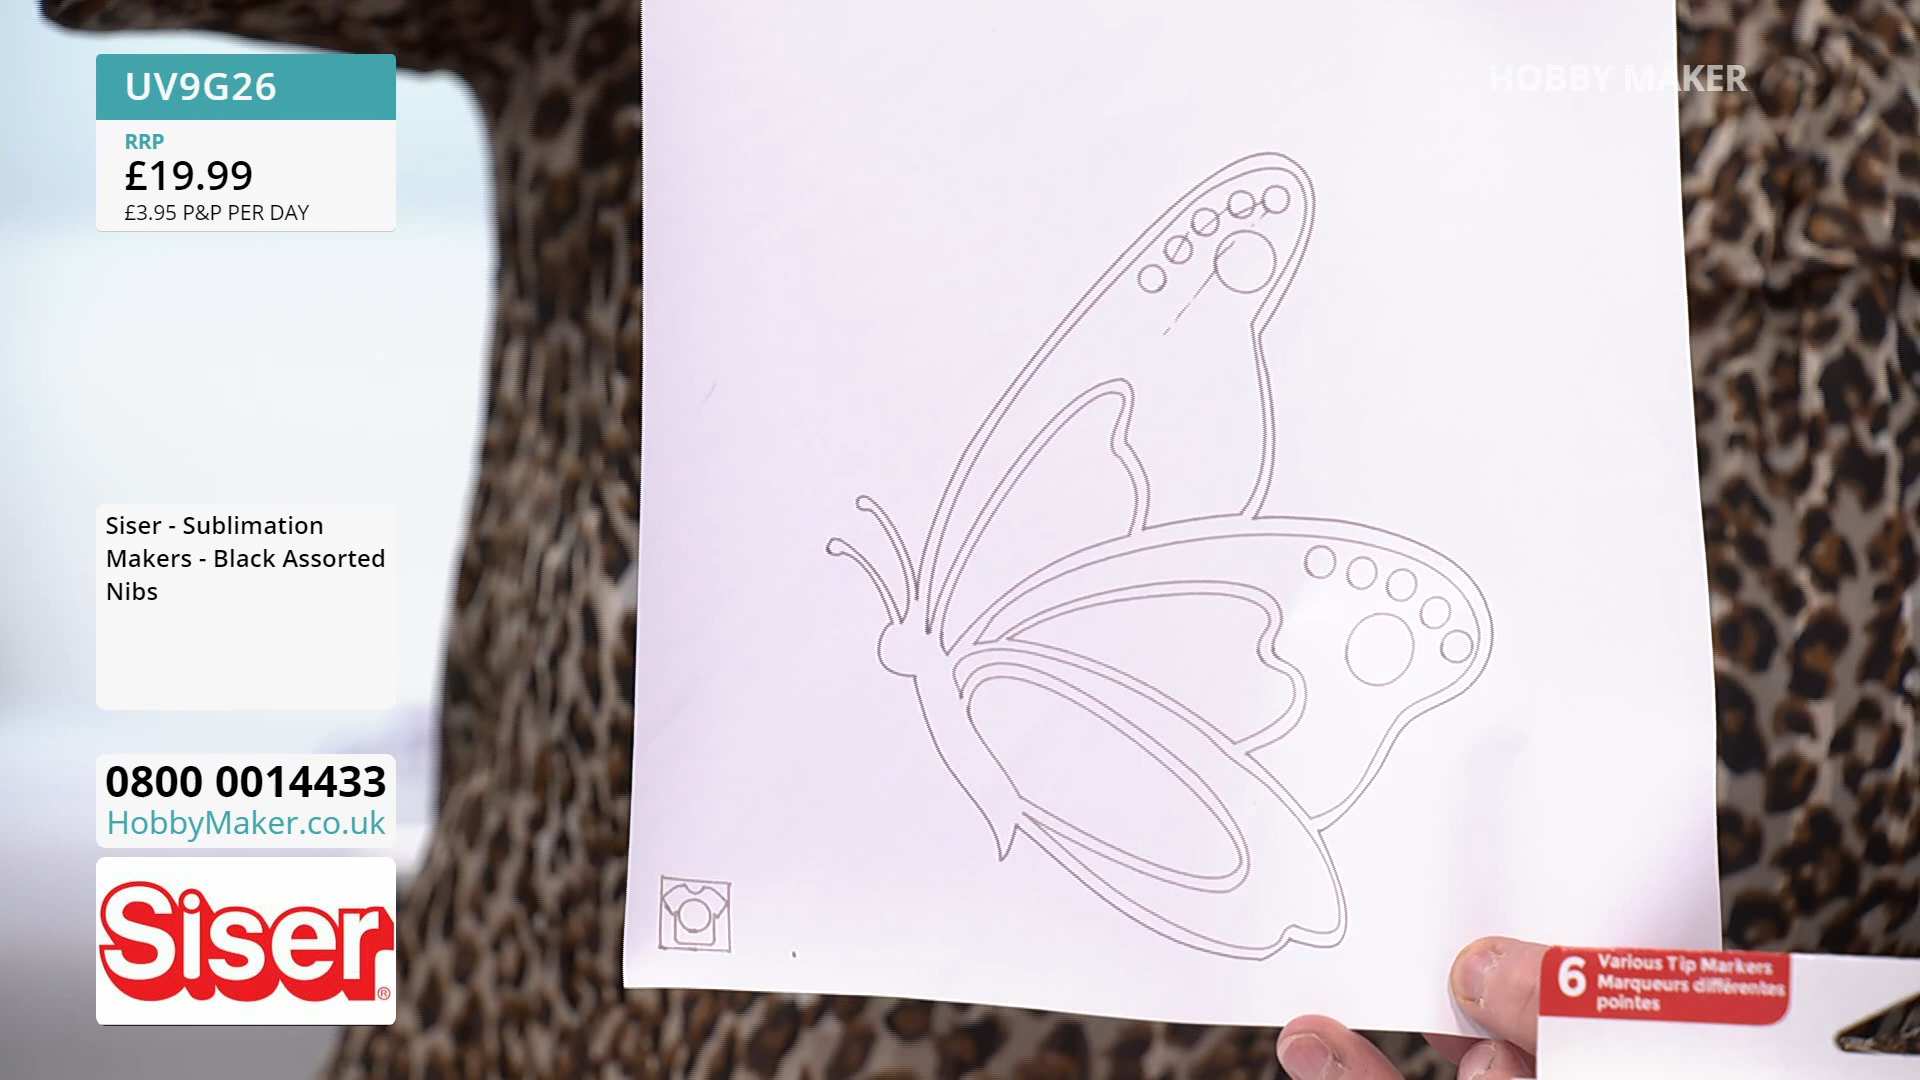 UV9G26
RRP
£19.99
£3.95 P&P PER DAY
HOBBY MAKER
Siser - Sublimation
Makers - Black Assorted
Nibs
0800 0014433
HobbyMaker.co.uk
Siser®
6
Various Tip Markers
Marqueurs différentes
pointes